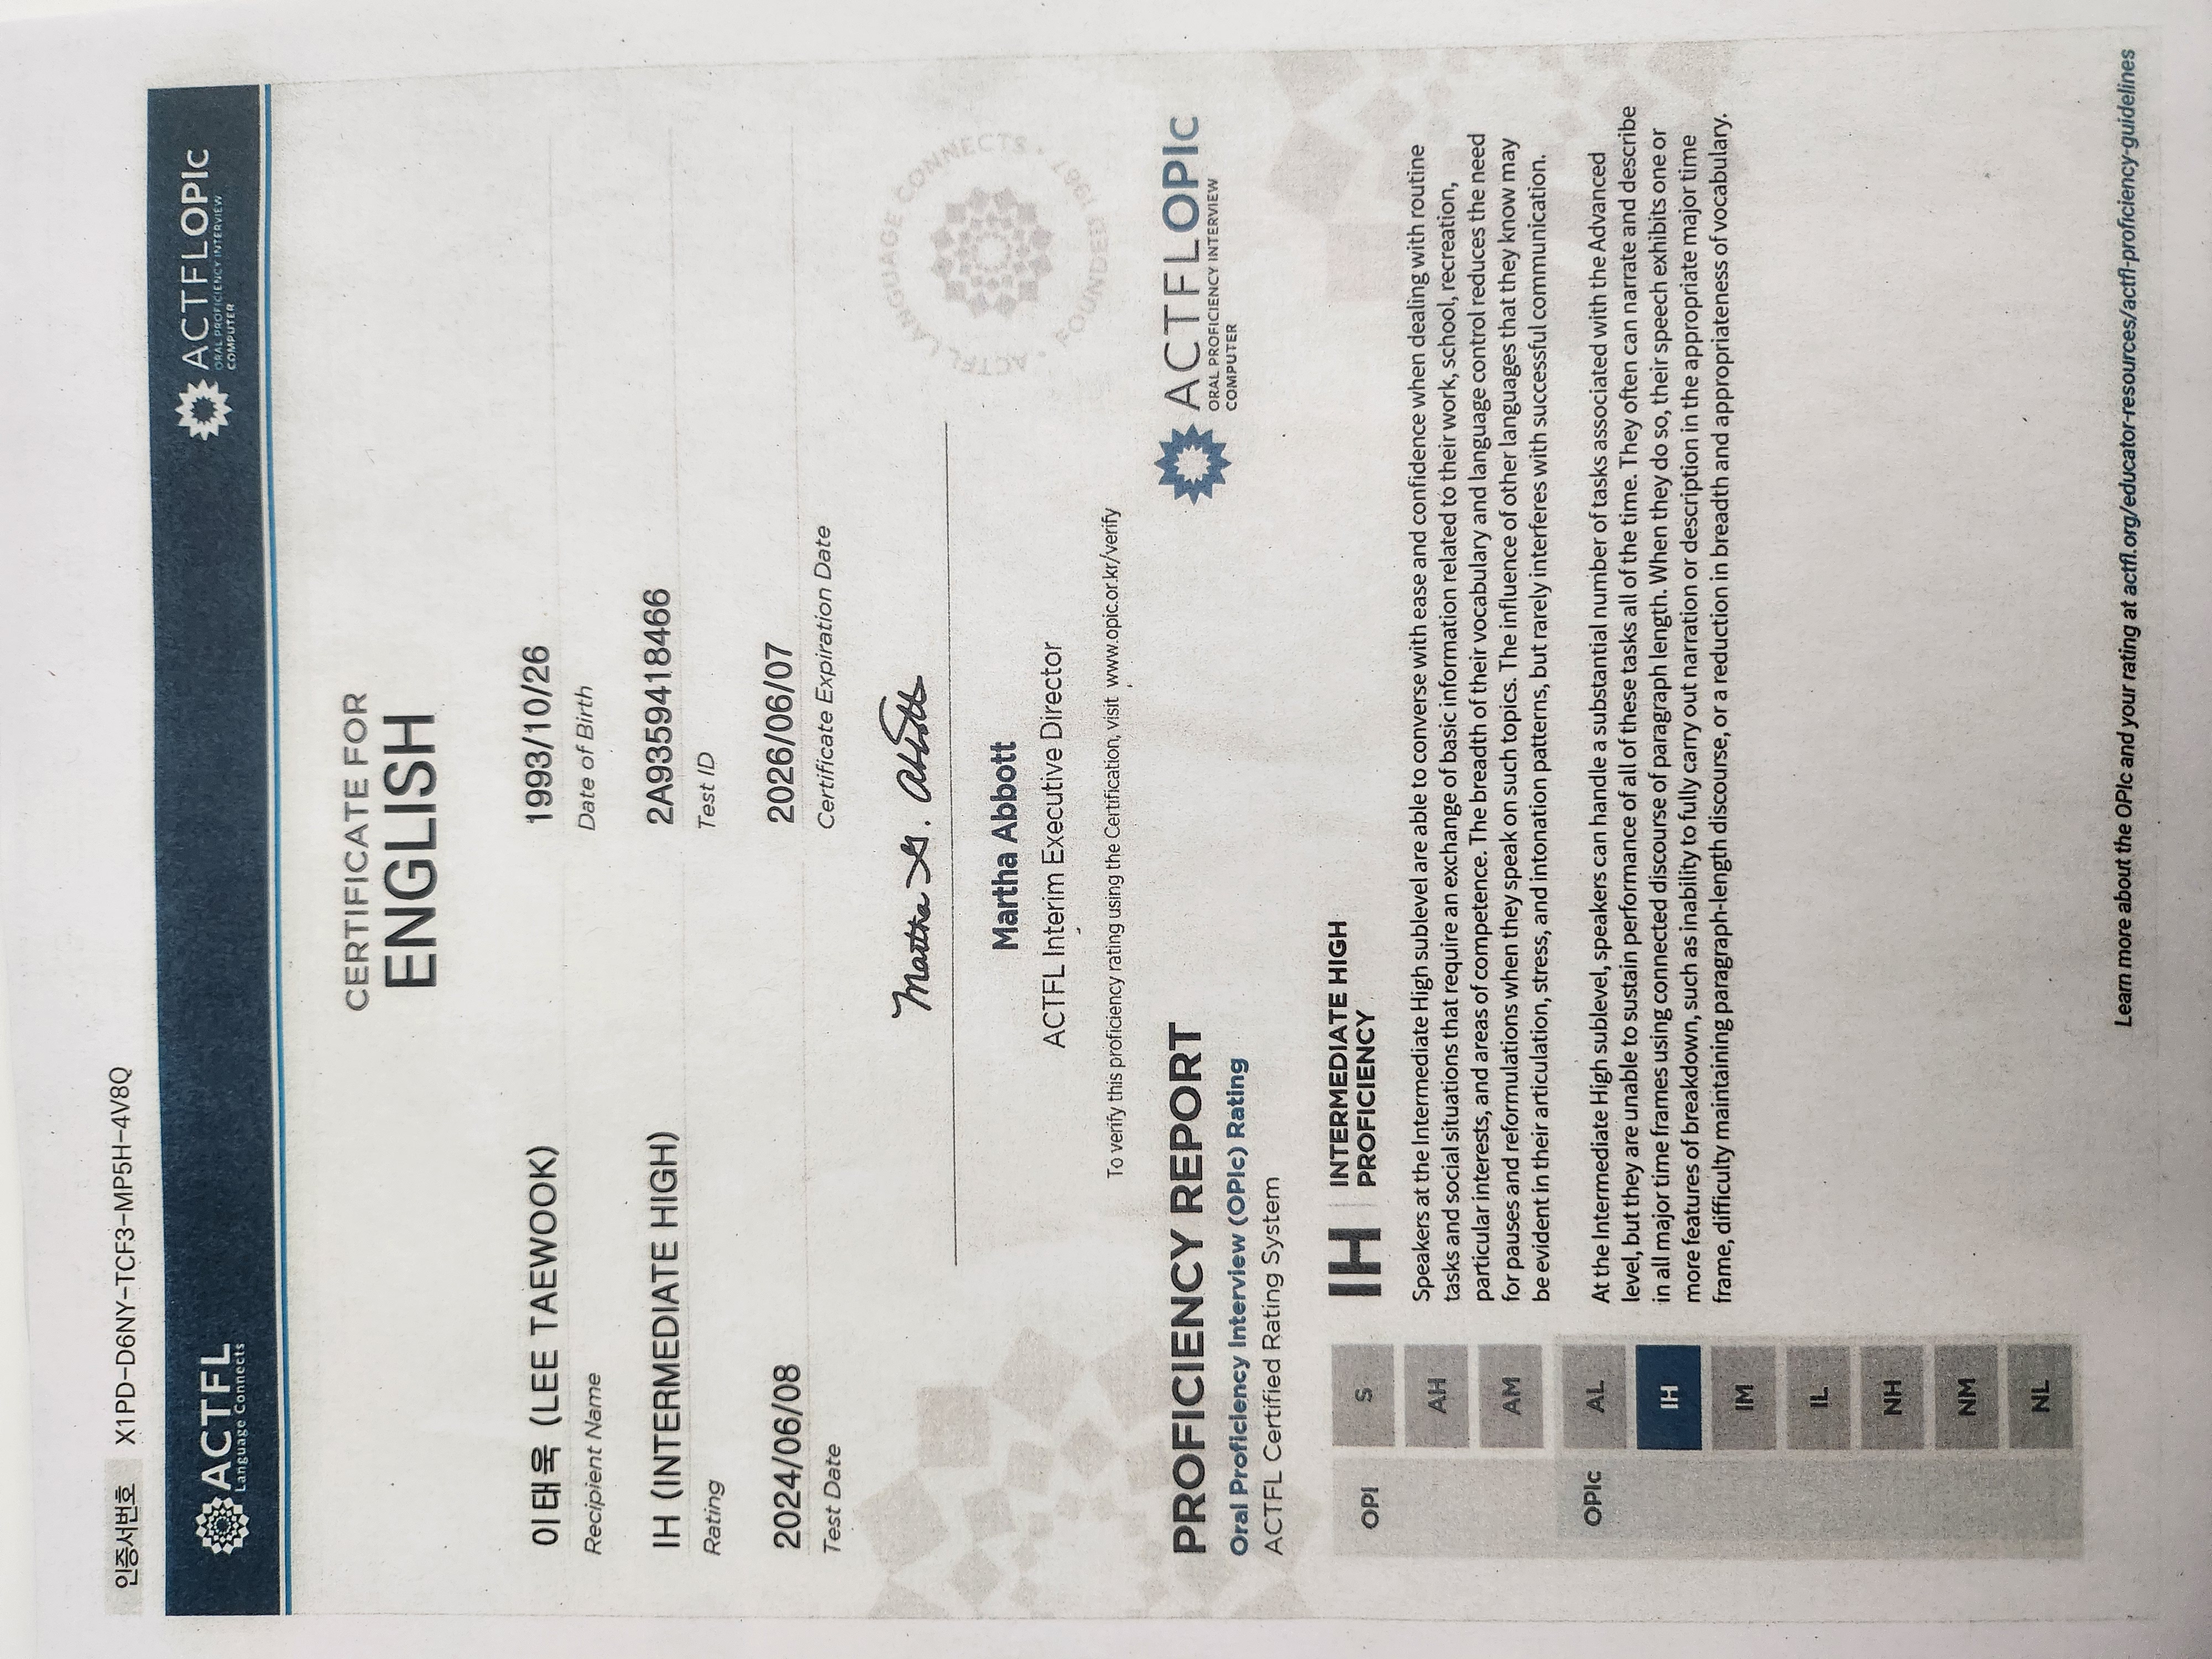 인증서번호 X1PD-D6NY-TCF3-MP5H-4V8Q
ACTFL
Language Connects
ACTFLOPIc
ORAL PROFICIENCY INTERVIEW
COMPUTER
CERTIFICATE FOR
ENGLISH
이태욱 (LEE TAEWOOK)
Recipient Name
1993/10/26
Date of Birth
IH (INTERMEDIATE HIGH)
Rating
2A9359418466
Test ID
2024/06/08
Test Date
2026/06/07
Certificate Expiration Date
Martha G. Abbott
Martha Abbott
ACTFL Interim Executive Director
ACTFL LANGUAGE CONNECTS
FOUNDED 1967
To verify this proficiency rating using the Certification, visit www.opic.or.kr/verify
PROFICIENCY REPORT
Oral Proficiency Interview (OPIc) Rating
ACTFL Certified Rating System
ACTFLOPIc
ORAL PROFICIENCY INTERVIEW
COMPUTER
OPI
S
AH
AM
OPIc
AL
IH
IM
IL
NH
NM
NL
IH
INTERMEDIATE HIGH
PROFICIENCY
Speakers at the Intermediate High sublevel are able to converse with ease and confidence when dealing with routine
tasks and social situations that require an exchange of basic information related to their work, school, recreation,
particular interests, and areas of competence. The breadth of their vocabulary and language control reduces the need
for pauses and reformulations when they speak on such topics. The influence of other languages that they know may
be evident in their articulation, stress, and intonation patterns, but rarely interferes with successful communication.
At the Intermediate High sublevel, speakers can handle a substantial number of tasks associated with the Advanced
level, but they are unable to sustain performance of all of these tasks all of the time. They often can narrate and describe
in all major time frames using connected discourse of paragraph length. When they do so, their speech exhibits one or
more features of breakdown, such as inability to fully carry out narration or description in the appropriate major time
frame, difficulty maintaining paragraph-length discourse, or a reduction in breadth and appropriateness of vocabulary.
Learn more about the OPIc and your rating at actfl.org/educator-resources/actfl-proficiency-guidelines